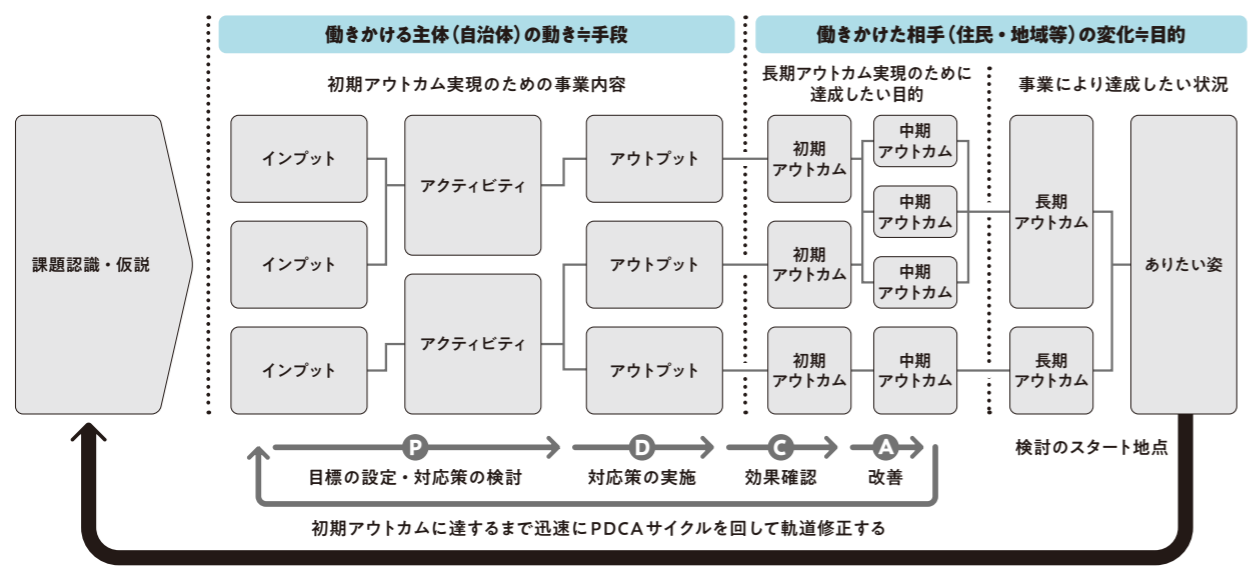 働きかける主体（自治体）の動き≒手段
働きかけた相手（住民・地域等）の変化≒目的
初期アウトカム実現のための事業内容
長期アウトカム実現のために
達成したい目的
事業により達成したい状況
課題認識・仮説
インプット
インプット
インプット
アクティビティ
アクティビティ
アウトプット
アウトプット
アウトプット
初期
アウトカム
初期
アウトカム
初期
アウトカム
中期
アウトカム
中期
アウトカム
中期
アウトカム
中期
アウトカム
長期
アウトカム
長期
アウトカム
ありたい姿
P
D
C
A
目標の設定・対応策の検討
対応策の実施
効果確認
改善
検討のスタート地点
初期アウトカムに達するまで迅速にPDCAサイクルを回して軌道修正する